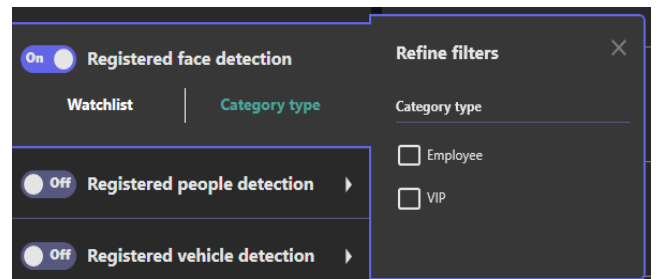 On Registered face detection
Watchlist Category type
Off Registered people detection
Off Registered vehicle detection
Refine filters
Category type
Employee
VIP